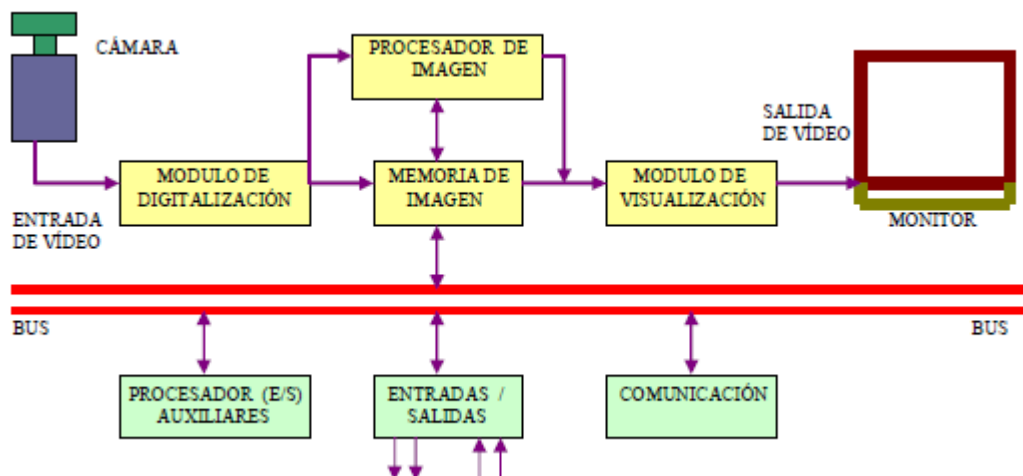 CÁMARA
PROCESADOR DE
IMAGEN
SALIDA
DE VÍDEO
MODULO DE
DIGITALIZACIÓN
MEMORIA DE
IMAGEN
MODULO DE
VISUALIZACIÓN
ENTRADA
DE VÍDEO
MONITOR
BUS
BUS
PROCESADOR (E/S)
AUXILIARES
ENTRADAS /
SALIDAS
COMUNICACIÓN